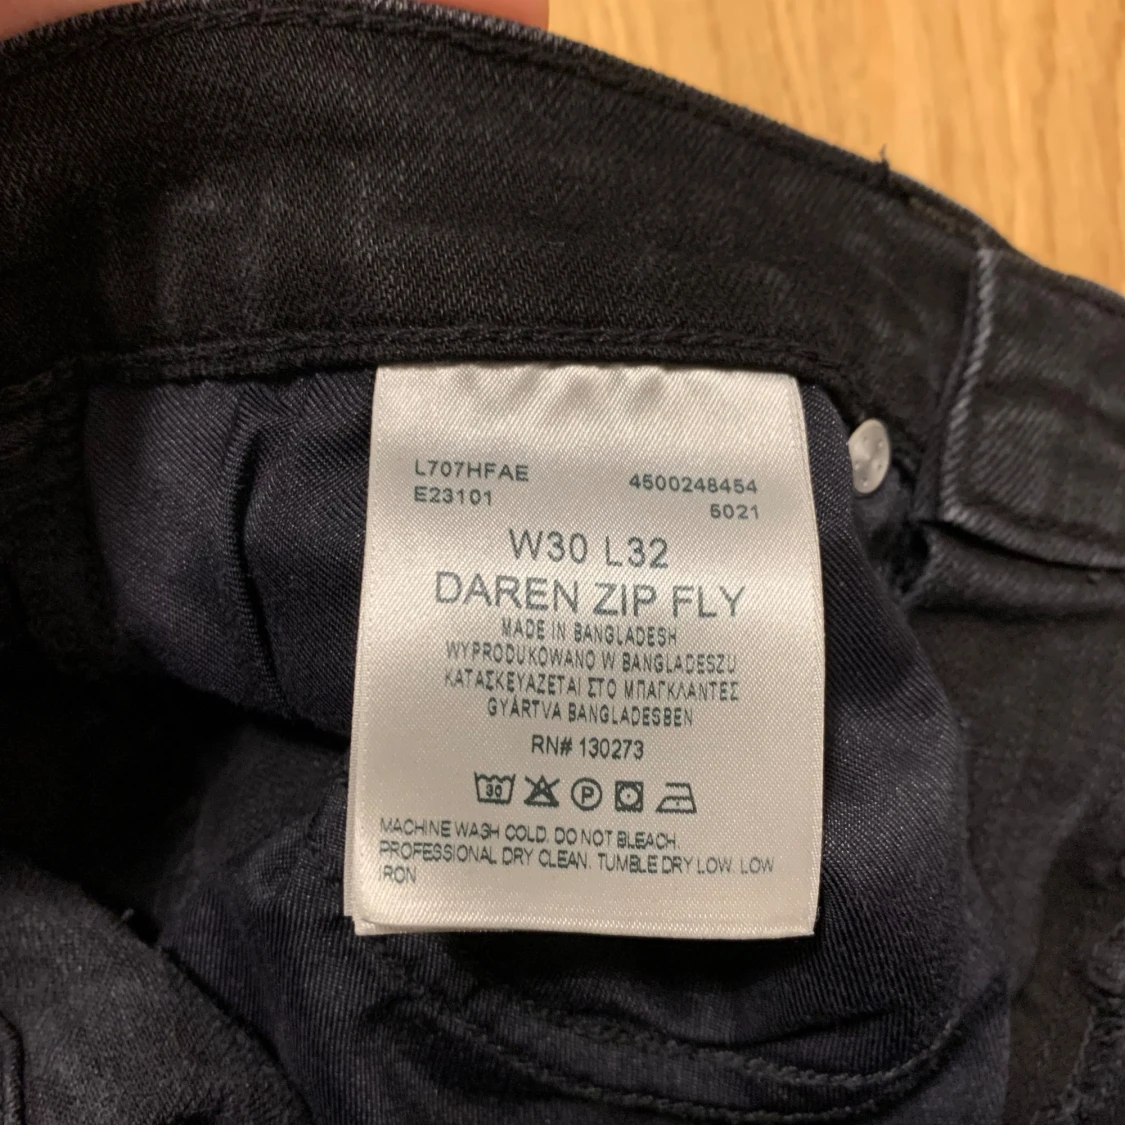 L707HFAE
E23101
4500248454
5021
W30 L32
DAREN ZIP FLY
MADE IN BANGLADESH
WYPRODUKOWANO W BANGLADESZU
ΚΑΤΑΣΚΕΥΑΖΕΤΑΙ ΣΤΟ ΜΠΑΓΚΛΑΝΤΕΣ
GYÁRTVA BANGLADESBEN
RN# 130273
30 P
MACHINE WASH COLD. DO NOT BLEACH.
PROFESSIONAL DRY CLEAN. TUMBLE DRY LOW. LOW
IRON